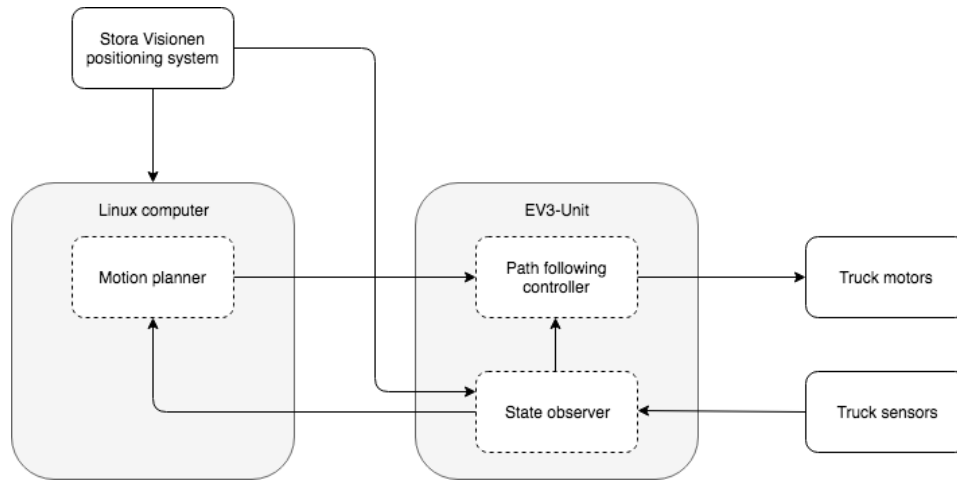 Stora Visionen
positioning system
Linux computer
EV3-Unit
Motion planner
Path following
controller
Truck motors
State observer
Truck sensors